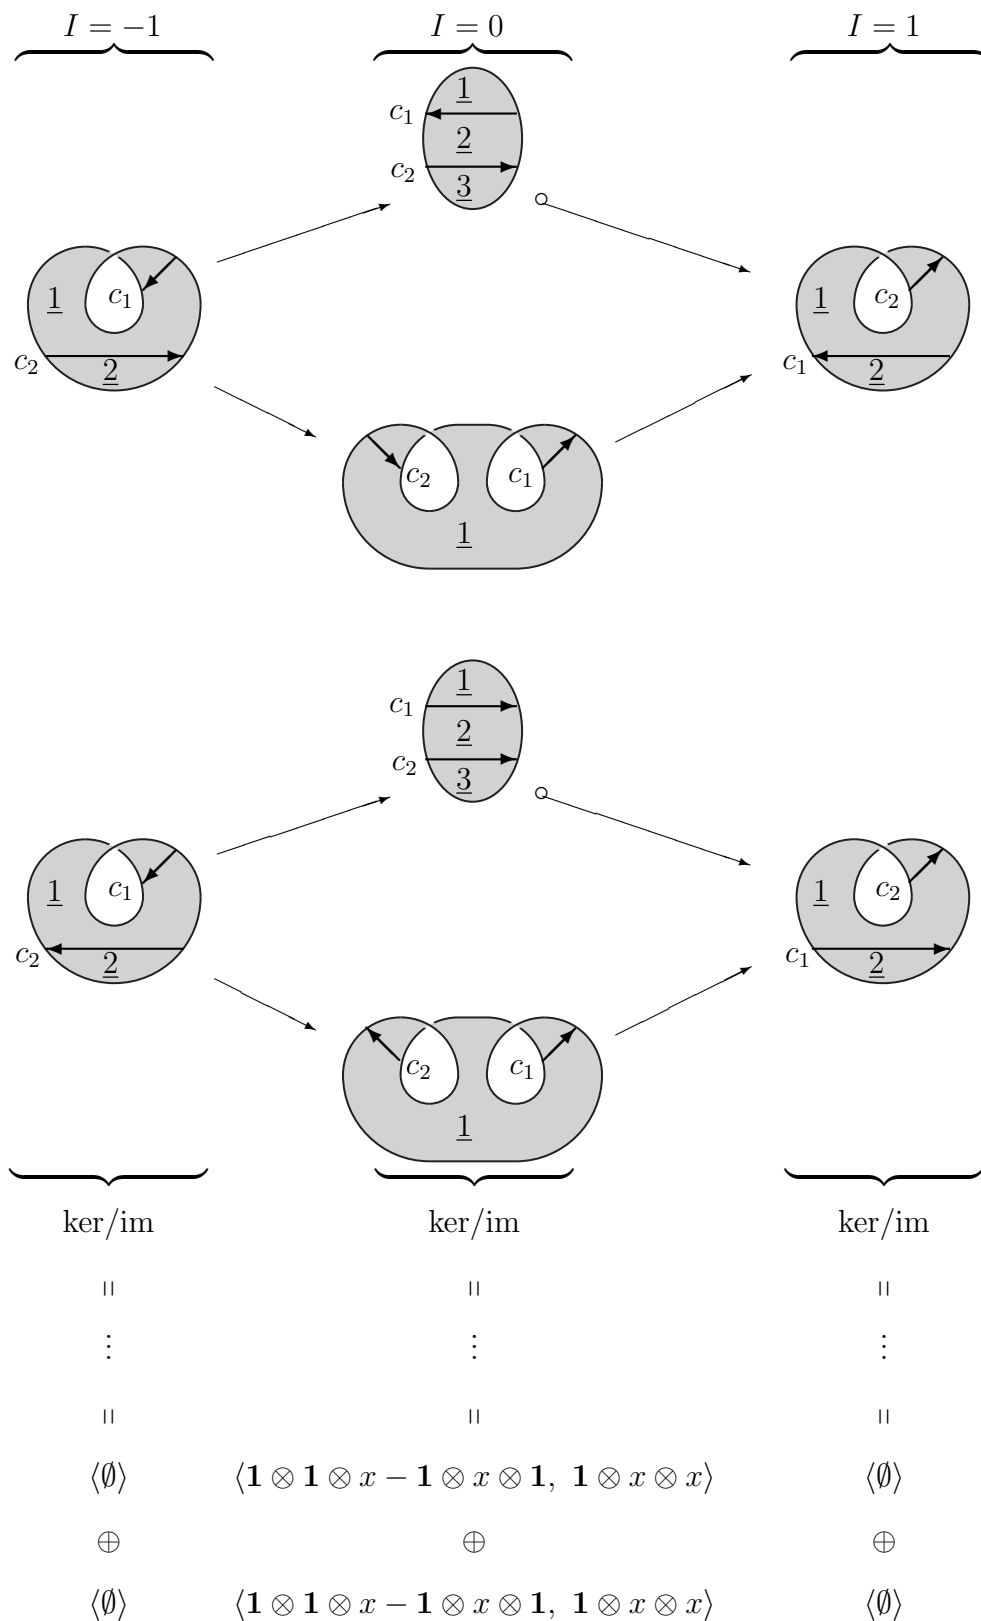 I = −1 I = 0 I = 1
1
c₁
2
c₂
3
1 c₁
c₂ 2
1 c₂
c₁ 2
c₂ c₁
1
1
c₁
2
c₂
3
1 c₁
c₂ 2
1 c₂
c₁ 2
c₂ c₁
1
ker/im ker/im ker/im
= = =
⋮ ⋮ ⋮
= = =
⟨∅⟩ ⟨1 ⊗ 1 ⊗ x − 1 ⊗ x ⊗ 1, 1 ⊗ x ⊗ x⟩ ⟨∅⟩
⊕ ⊕ ⊕
⟨∅⟩ ⟨1 ⊗ 1 ⊗ x − 1 ⊗ x ⊗ 1, 1 ⊗ x ⊗ x⟩ ⟨∅⟩